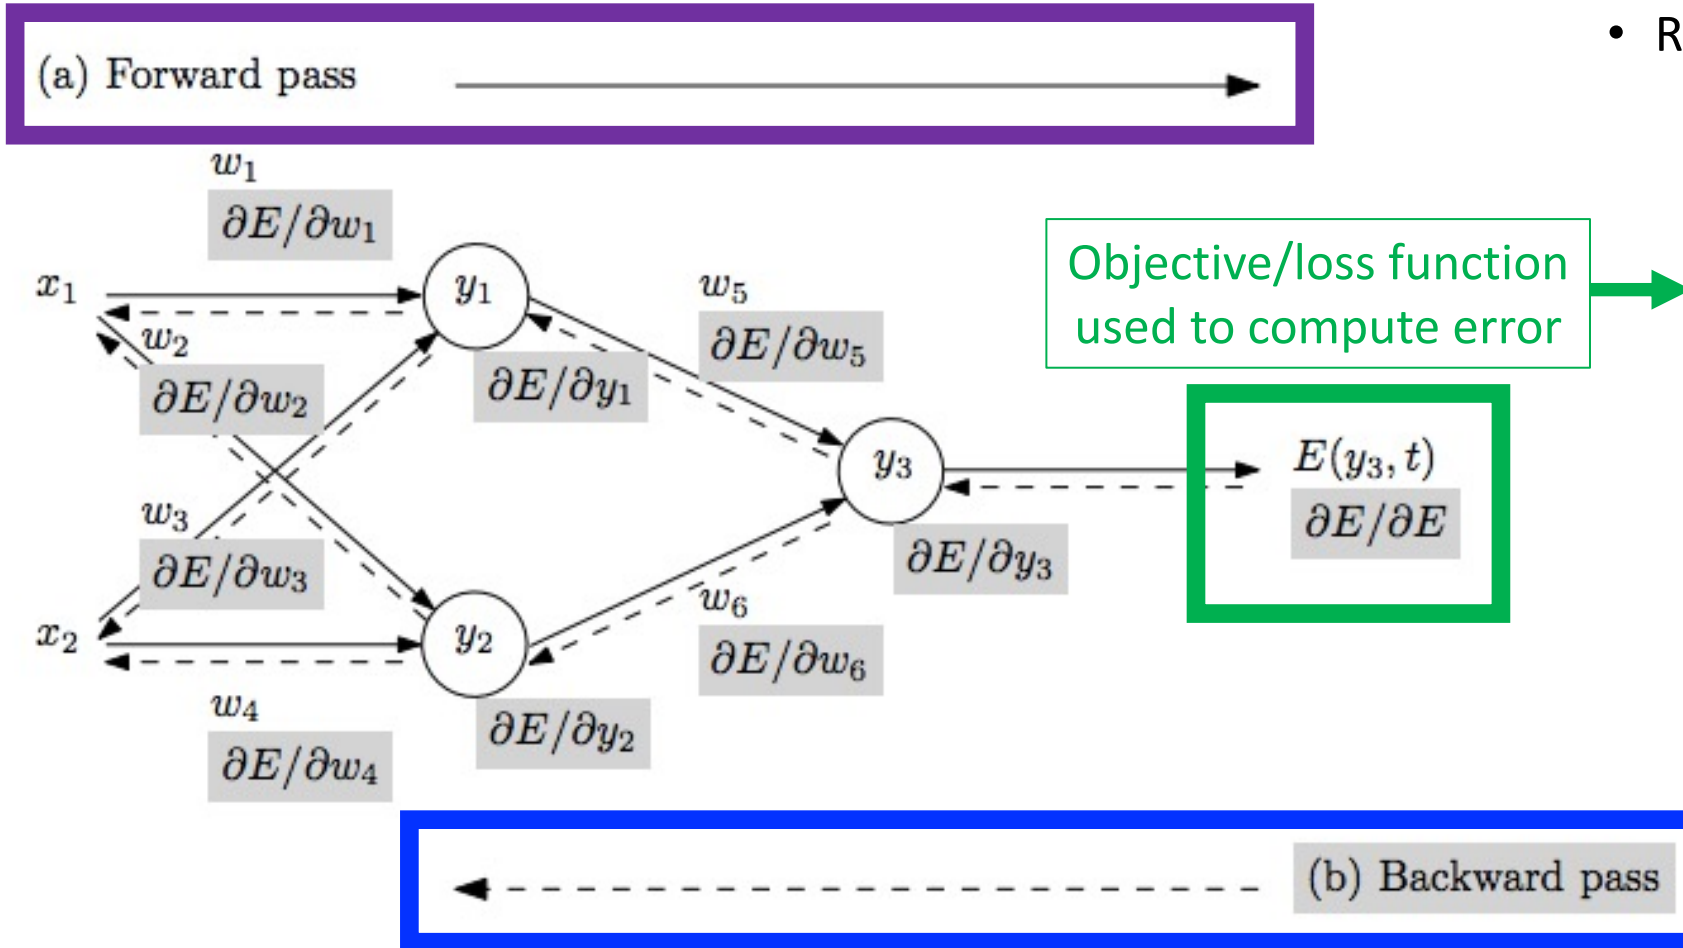 (a) Forward pass
• R
w₁
∂E/∂w₁
x₁
y₁
w₅
Objective/loss function
used to compute error
∂E/∂w₅
w₂
∂E/∂w₂
∂E/∂y₁
y₃
E(y₃, t)
∂E/∂E
w₃
∂E/∂w₃
∂E/∂y₃
x₂
y₂
w₆
∂E/∂w₆
w₄
∂E/∂w₄
∂E/∂y₂
(b) Backward pass